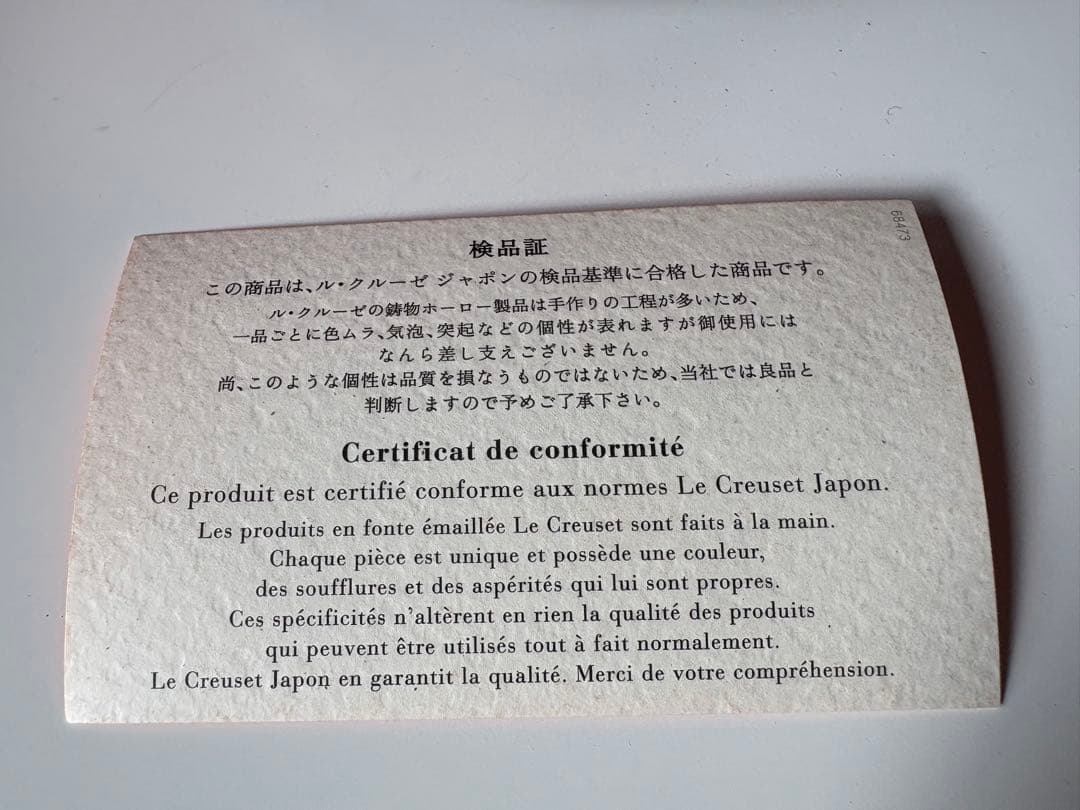 68473
検品証
この商品は、ル・クルーゼ ジャポンの検品基準に合格した商品です。
ル・クルーゼの鋳物ホーロー製品は手作りの工程が多いため、
一品ごとに色ムラ、気泡、突起などの個性が表れますが御使用には
なんら差し支えございません。
尚、このような個性は品質を損なうものではないため、当社では良品と
判断しますので予めご了承下さい。
Certificat de conformité
Ce produit est certifié conforme aux normes Le Creuset Japon.
Les produits en fonte émaillée Le Creuset sont faits à la main.
Chaque pièce est unique et possède une couleur,
des soufflures et des aspérités qui lui sont propres.
Ces spécificités n'altèrent en rien la qualité des produits
qui peuvent être utilisés tout à fait normalement.
Le Creuset Japon en garantit la qualité. Merci de votre compréhension.